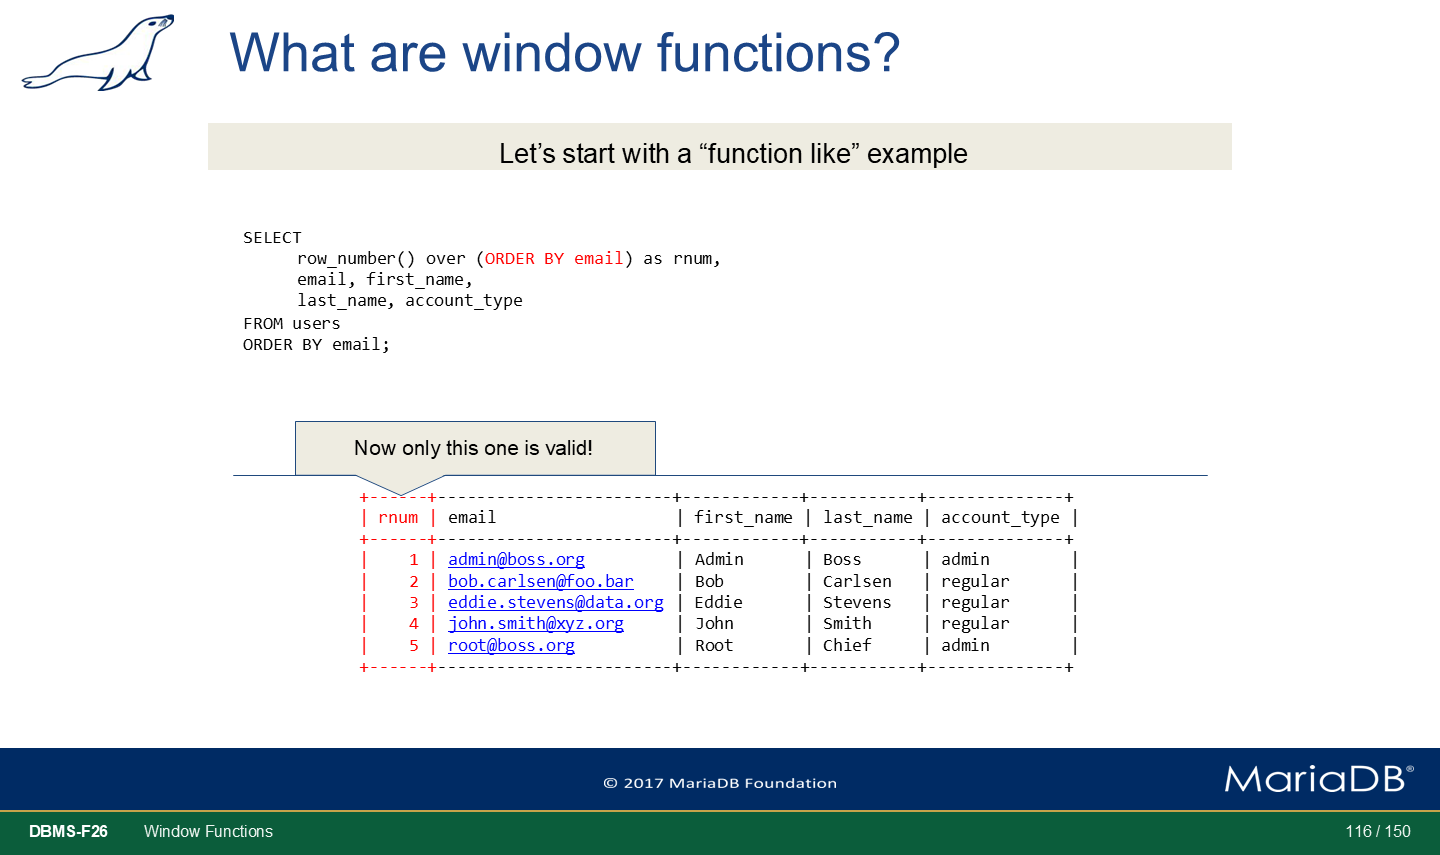 What are window functions?
Let’s start with a “function like” example
SELECT
row_number() over (ORDER BY email) as rnum,
email, first_name,
last_name, account_type
FROM users
ORDER BY email;
Now only this one is valid!
+------+------------------------+------------+-----------+--------------+
| rnum | email                  | first_name | last_name | account_type |
+------+------------------------+------------+-----------+--------------+
|    1 | admin@boss.org         | Admin      | Boss      | admin        |
|    2 | bob.carlsen@foo.bar    | Bob        | Carlsen   | regular      |
|    3 | eddie.stevens@data.org | Eddie      | Stevens   | regular      |
|    4 | john.smith@xyz.org     | John       | Smith     | regular      |
|    5 | root@boss.org          | Root       | Chief     | admin        |
+------+------------------------+------------+-----------+--------------+
© 2017 MariaDB Foundation
MariaDB®
DBMS-F26 Window Functions 116 / 150